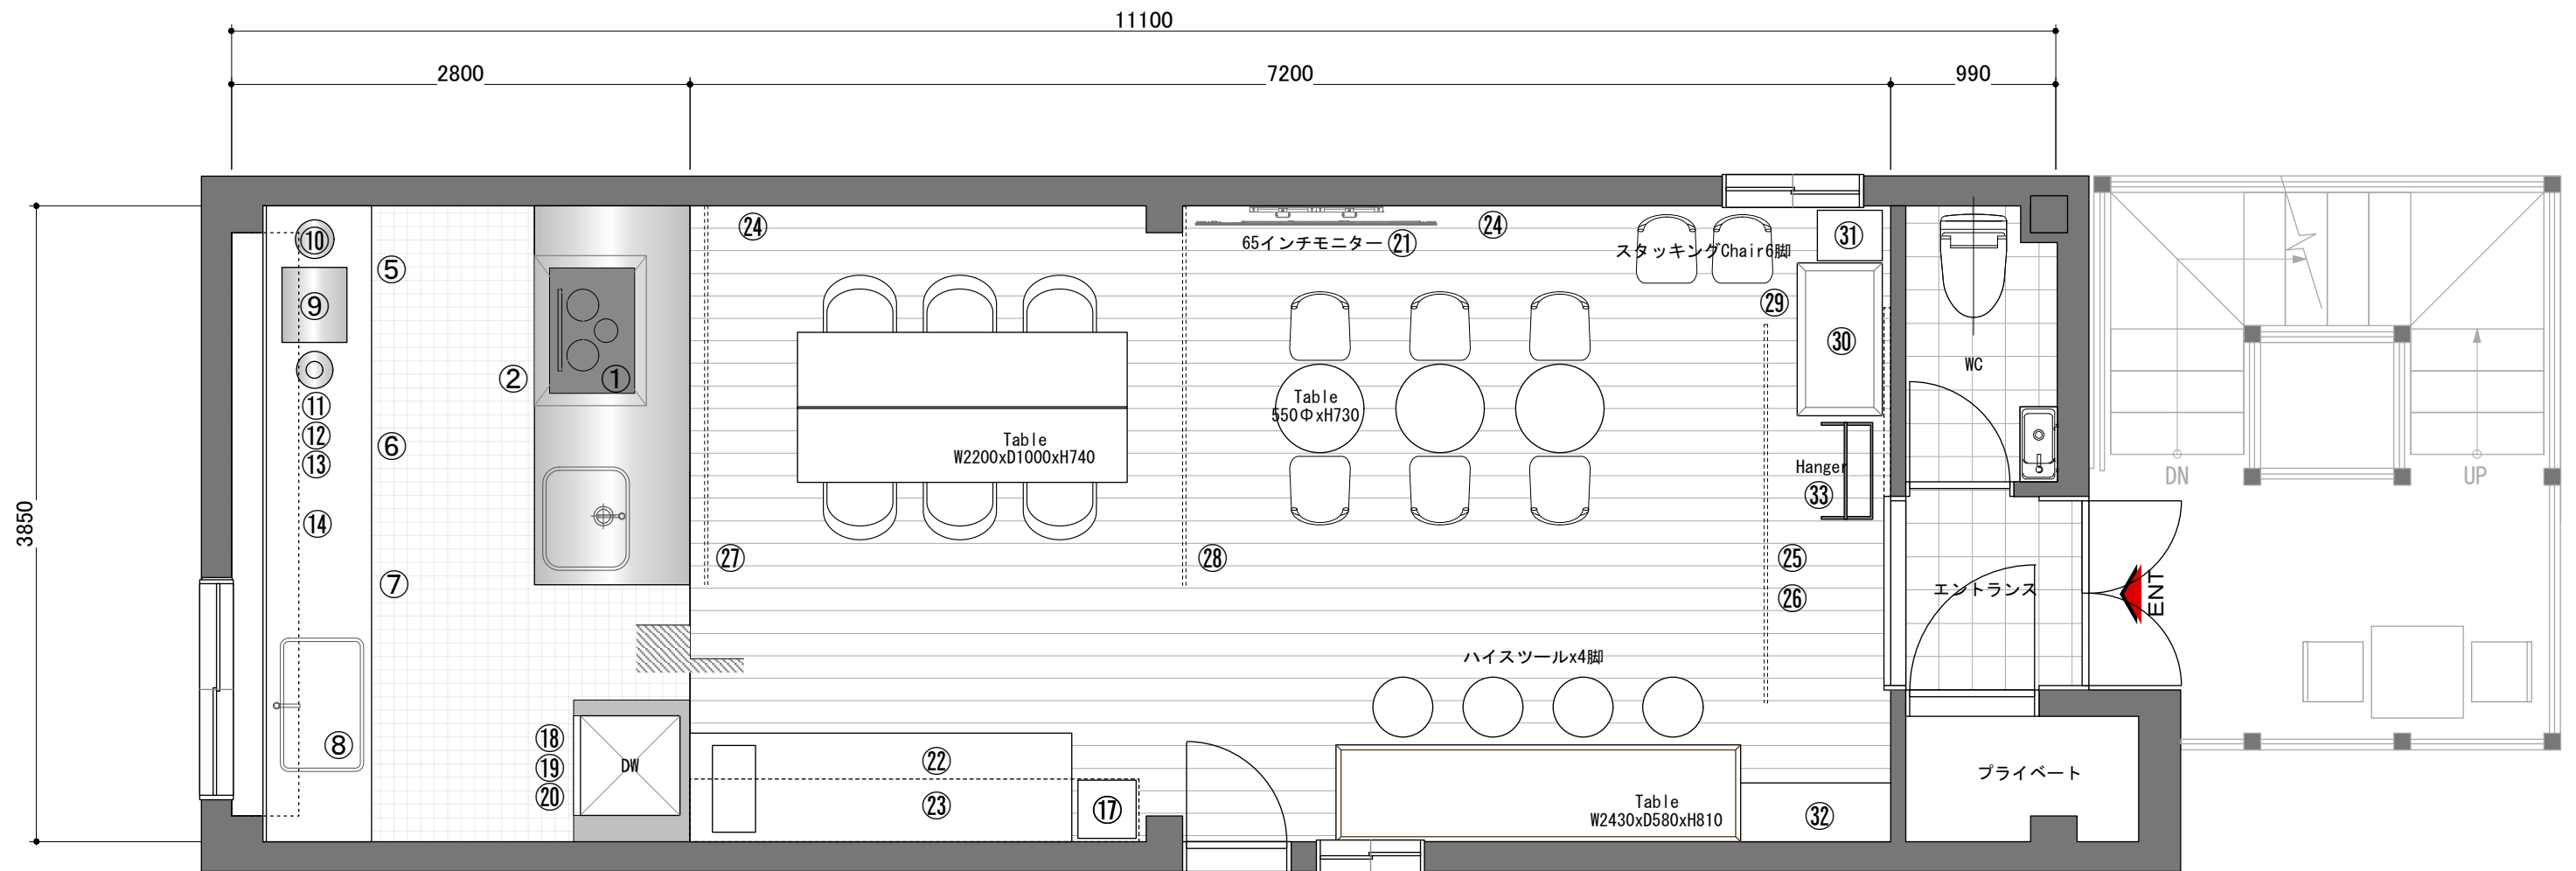 11100
2800
7200
990
3850
⑩
⑨
⑤
⑪
⑫
⑬
⑥
⑭
⑦
⑧
②
①
㉔
㉗
Table
W2200xD1000xH740
65インチモニター ㉑
㉔
㉘
Table
550ΦxH730
スタッキングChair6脚
㉛
㉙
㉚
Hanger
㉝
㉕
㉖
ハイスツールx4脚
⑱
⑲
⑳
DW
㉒
㉓
⑰
Table
W2430xD580xH810
㉜
WC
エントランス
プライベート
ENT
DN
UP